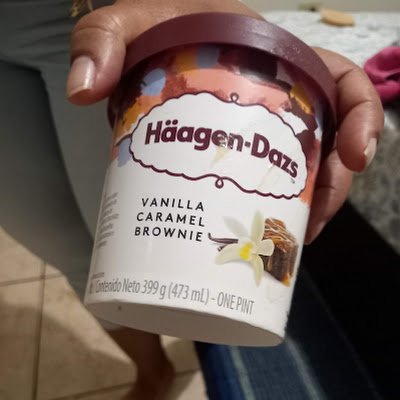 Häagen-Dazs
VANILLA
CARAMEL
BROWNIE
Contenido Neto 399 g (473 mL) - ONE PINT